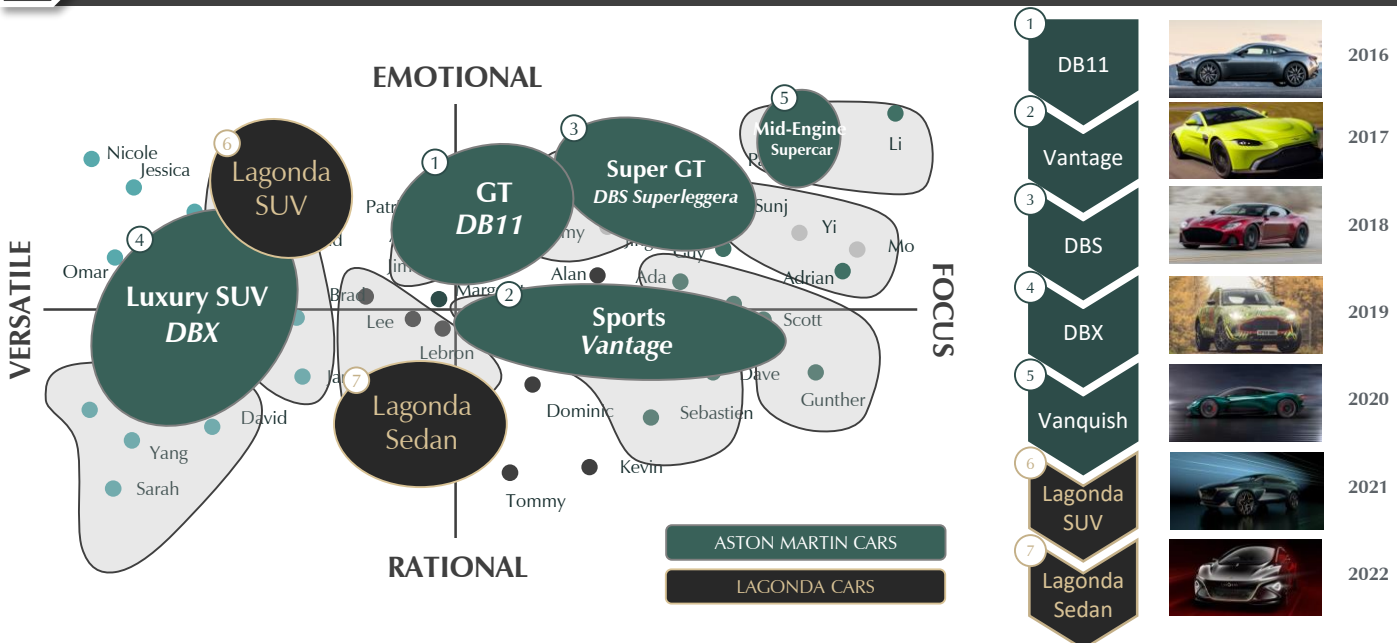 EMOTIONAL
VERSATILE
FOCUS
RATIONAL
Nicole
Jessica
Omar
6
Lagonda
SUV
4
Luxury SUV
DBX
1
GT
DB11
3
Super GT
DBS Superleggera
5
Mid-Engine
Supercar
Li
Sunj
Yi
Mo
Adrian
Alan
Ada
2
Sports
Vantage
Scott
Lee
Lebron
Dave
Gunther
7
Lagonda
Sedan
David
Yang
Sarah
Dominic
Sebastien
Kevin
Tommy
ASTON MARTIN CARS
LAGONDA CARS
1
DB11
2016
2
Vantage
2017
3
DBS
2018
4
DBX
2019
5
Vanquish
2020
6
Lagonda
SUV
2021
7
Lagonda
Sedan
2022